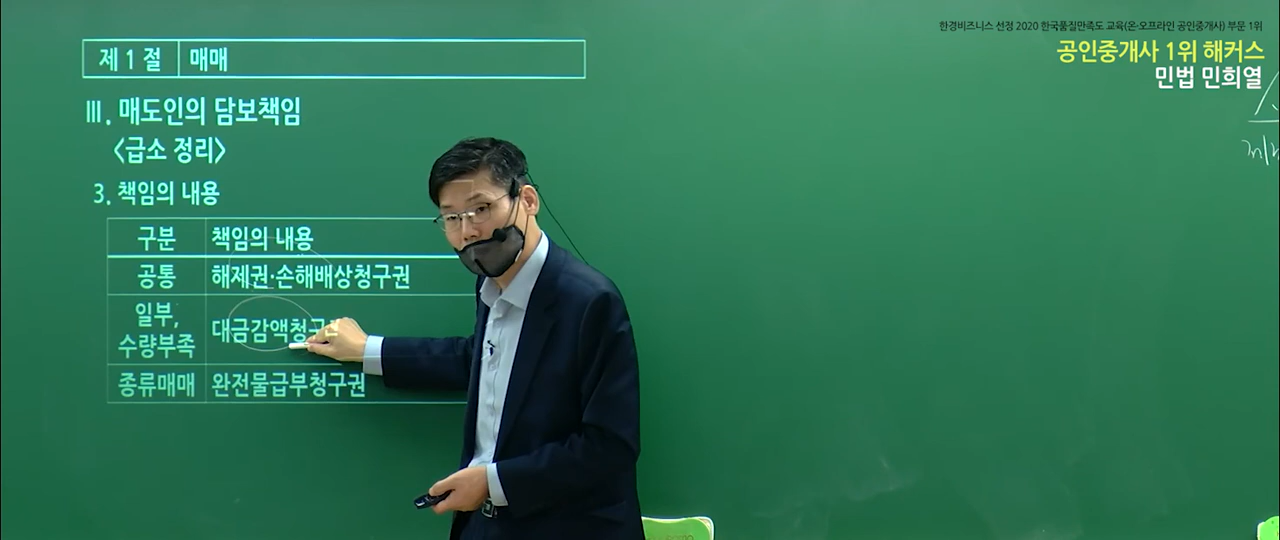 한경비즈니스 선정 2020 한국품질만족도 교육(온·오프라인 공인중개사) 부문 1위
공인중개사 1위 해커스
민법 민희열
제 1 절 매매
Ⅲ. 매도인의 담보책임
<급소 정리>
3. 책임의 내용
구분 책임의 내용
공통 해제권·손해배상청구권
일부,
수량부족 대금감액청구
종류매매 완전물급부청구권